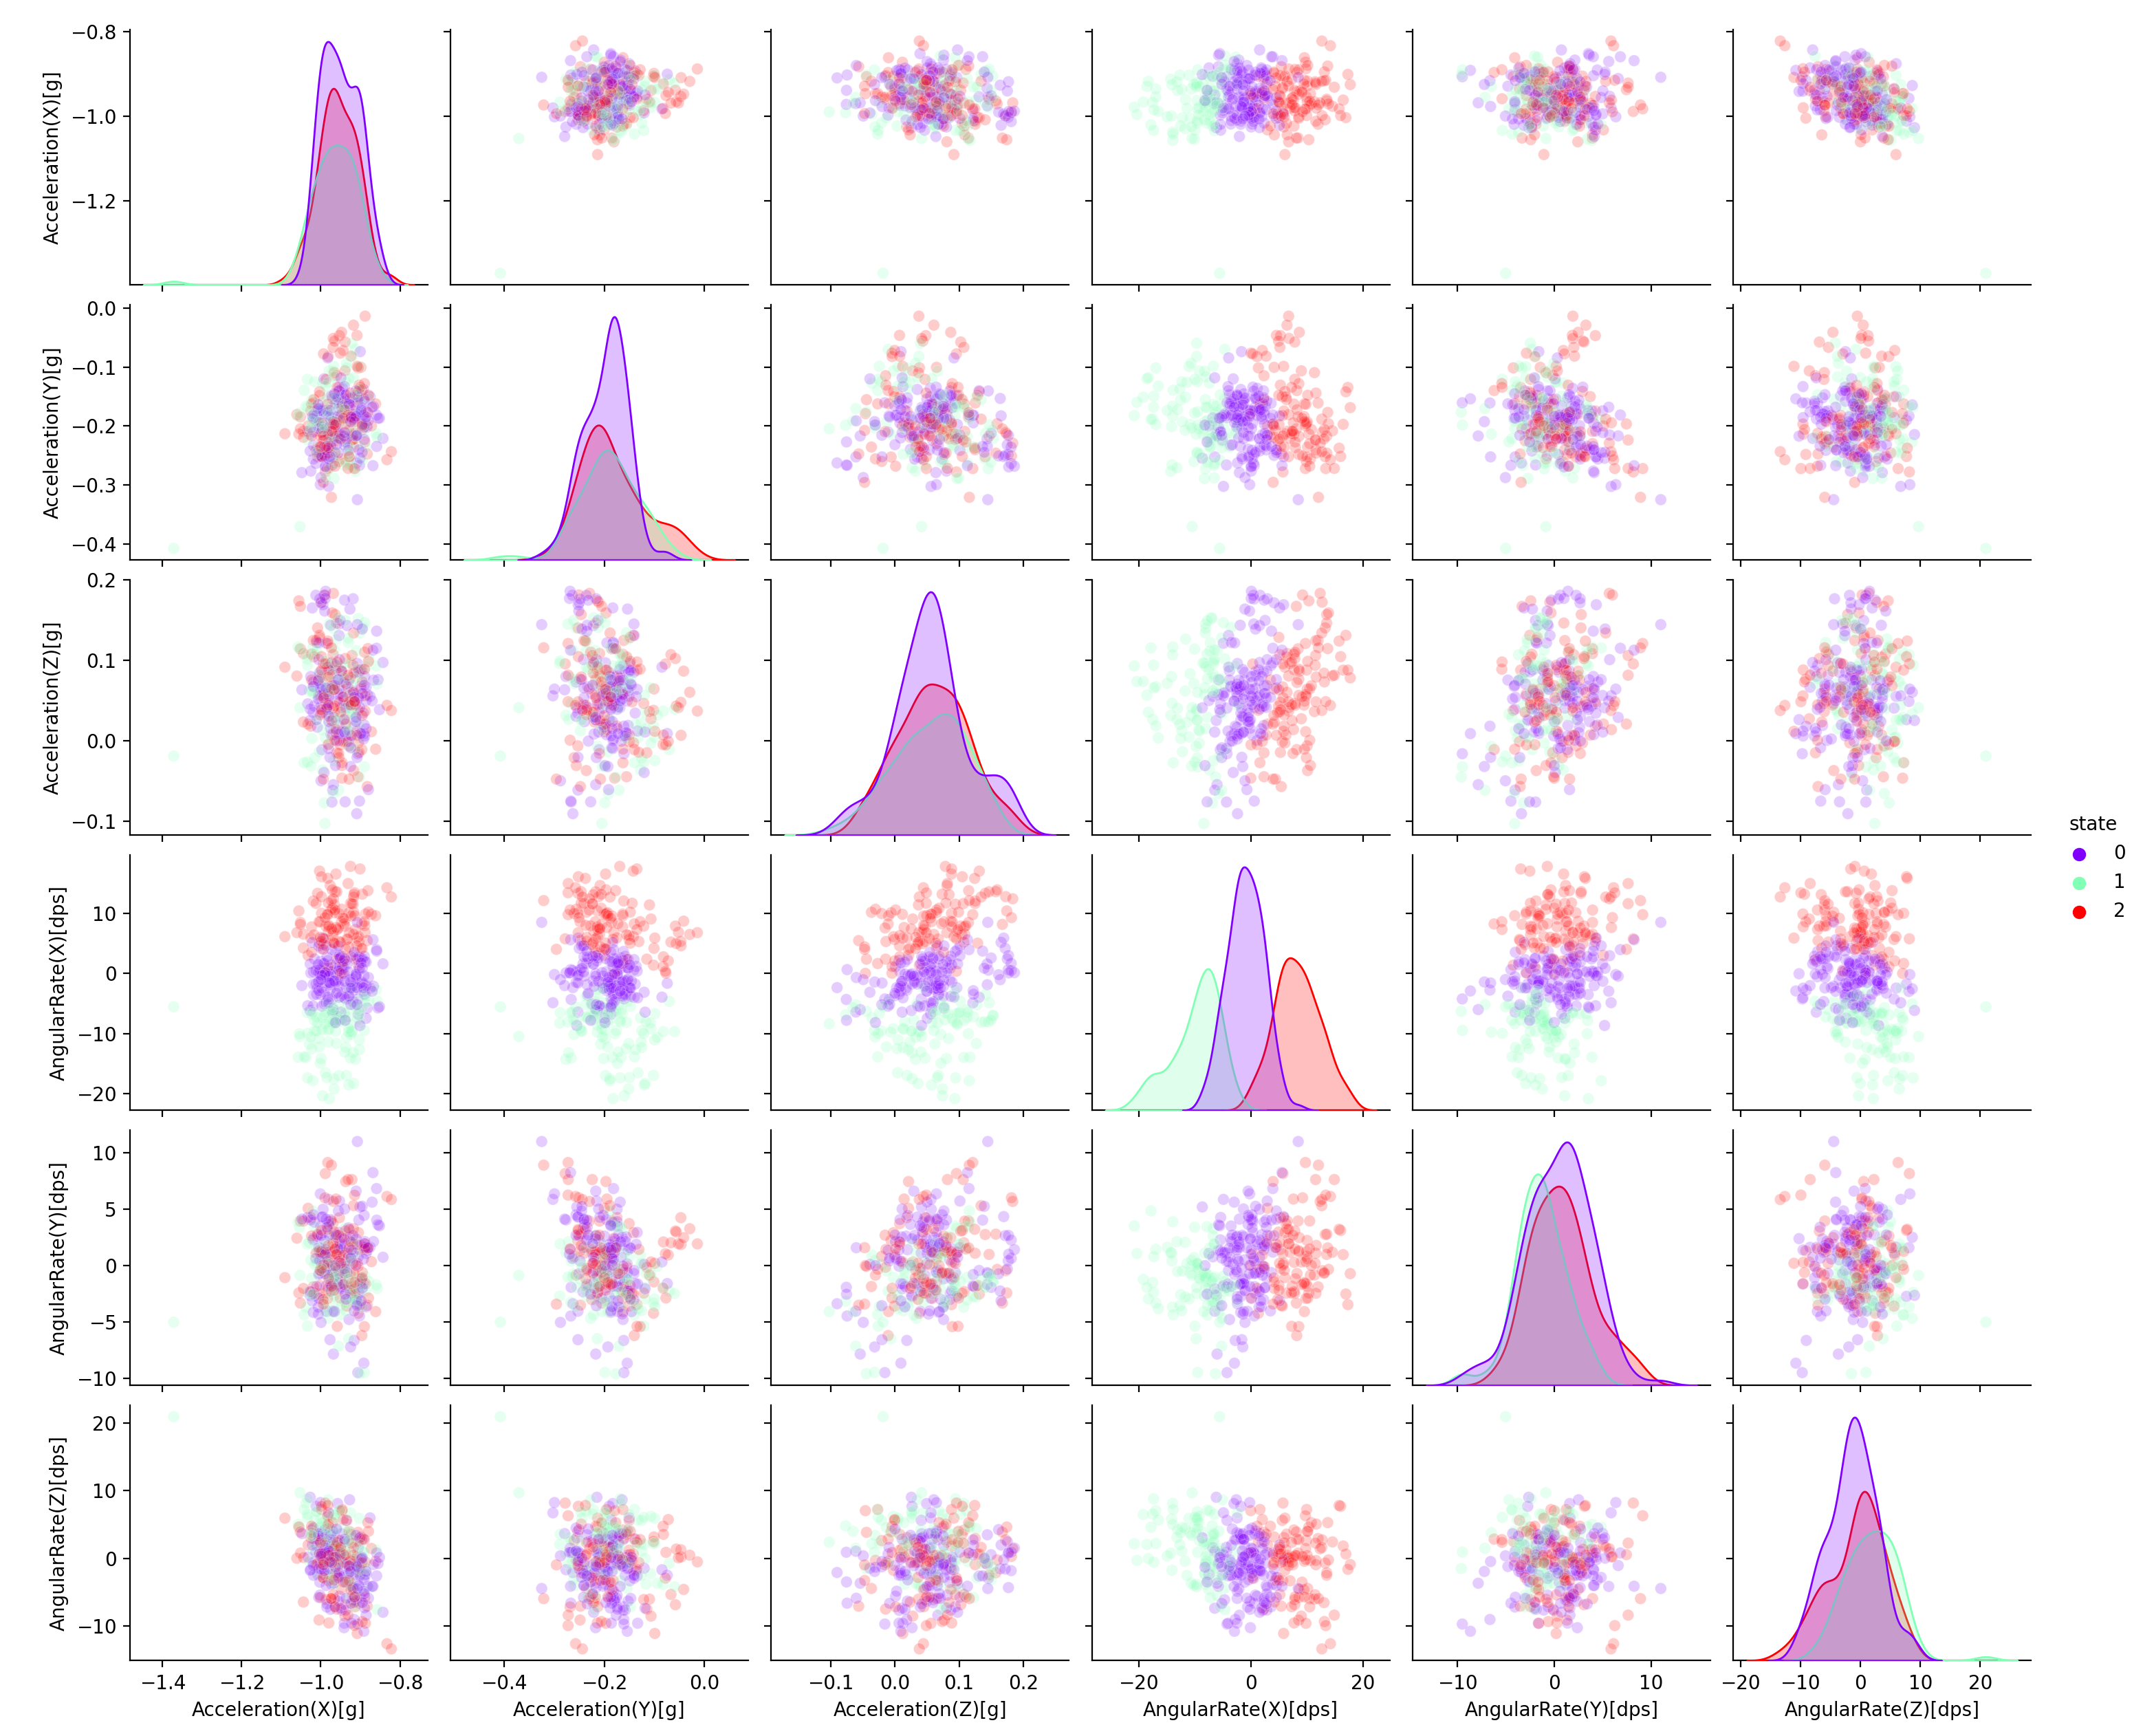 −0.8
−1.0
−1.2
Acceleration(X)[g]
0.0
−0.1
−0.2
−0.3
−0.4
Acceleration(Y)[g]
0.2
0.1
0.0
−0.1
Acceleration(Z)[g]
10
0
−10
−20
AngularRate(X)[dps]
10
5
0
−5
−10
AngularRate(Y)[dps]
20
10
0
−10
AngularRate(Z)[dps]
−1.4 −1.2 −1.0 −0.8
Acceleration(X)[g]
−0.4 −0.2 0.0
Acceleration(Y)[g]
−0.1 0.0 0.1 0.2
Acceleration(Z)[g]
−20 0 20
AngularRate(X)[dps]
−10 0 10
AngularRate(Y)[dps]
−20 −10 0 10 20
AngularRate(Z)[dps]
state
0
1
2